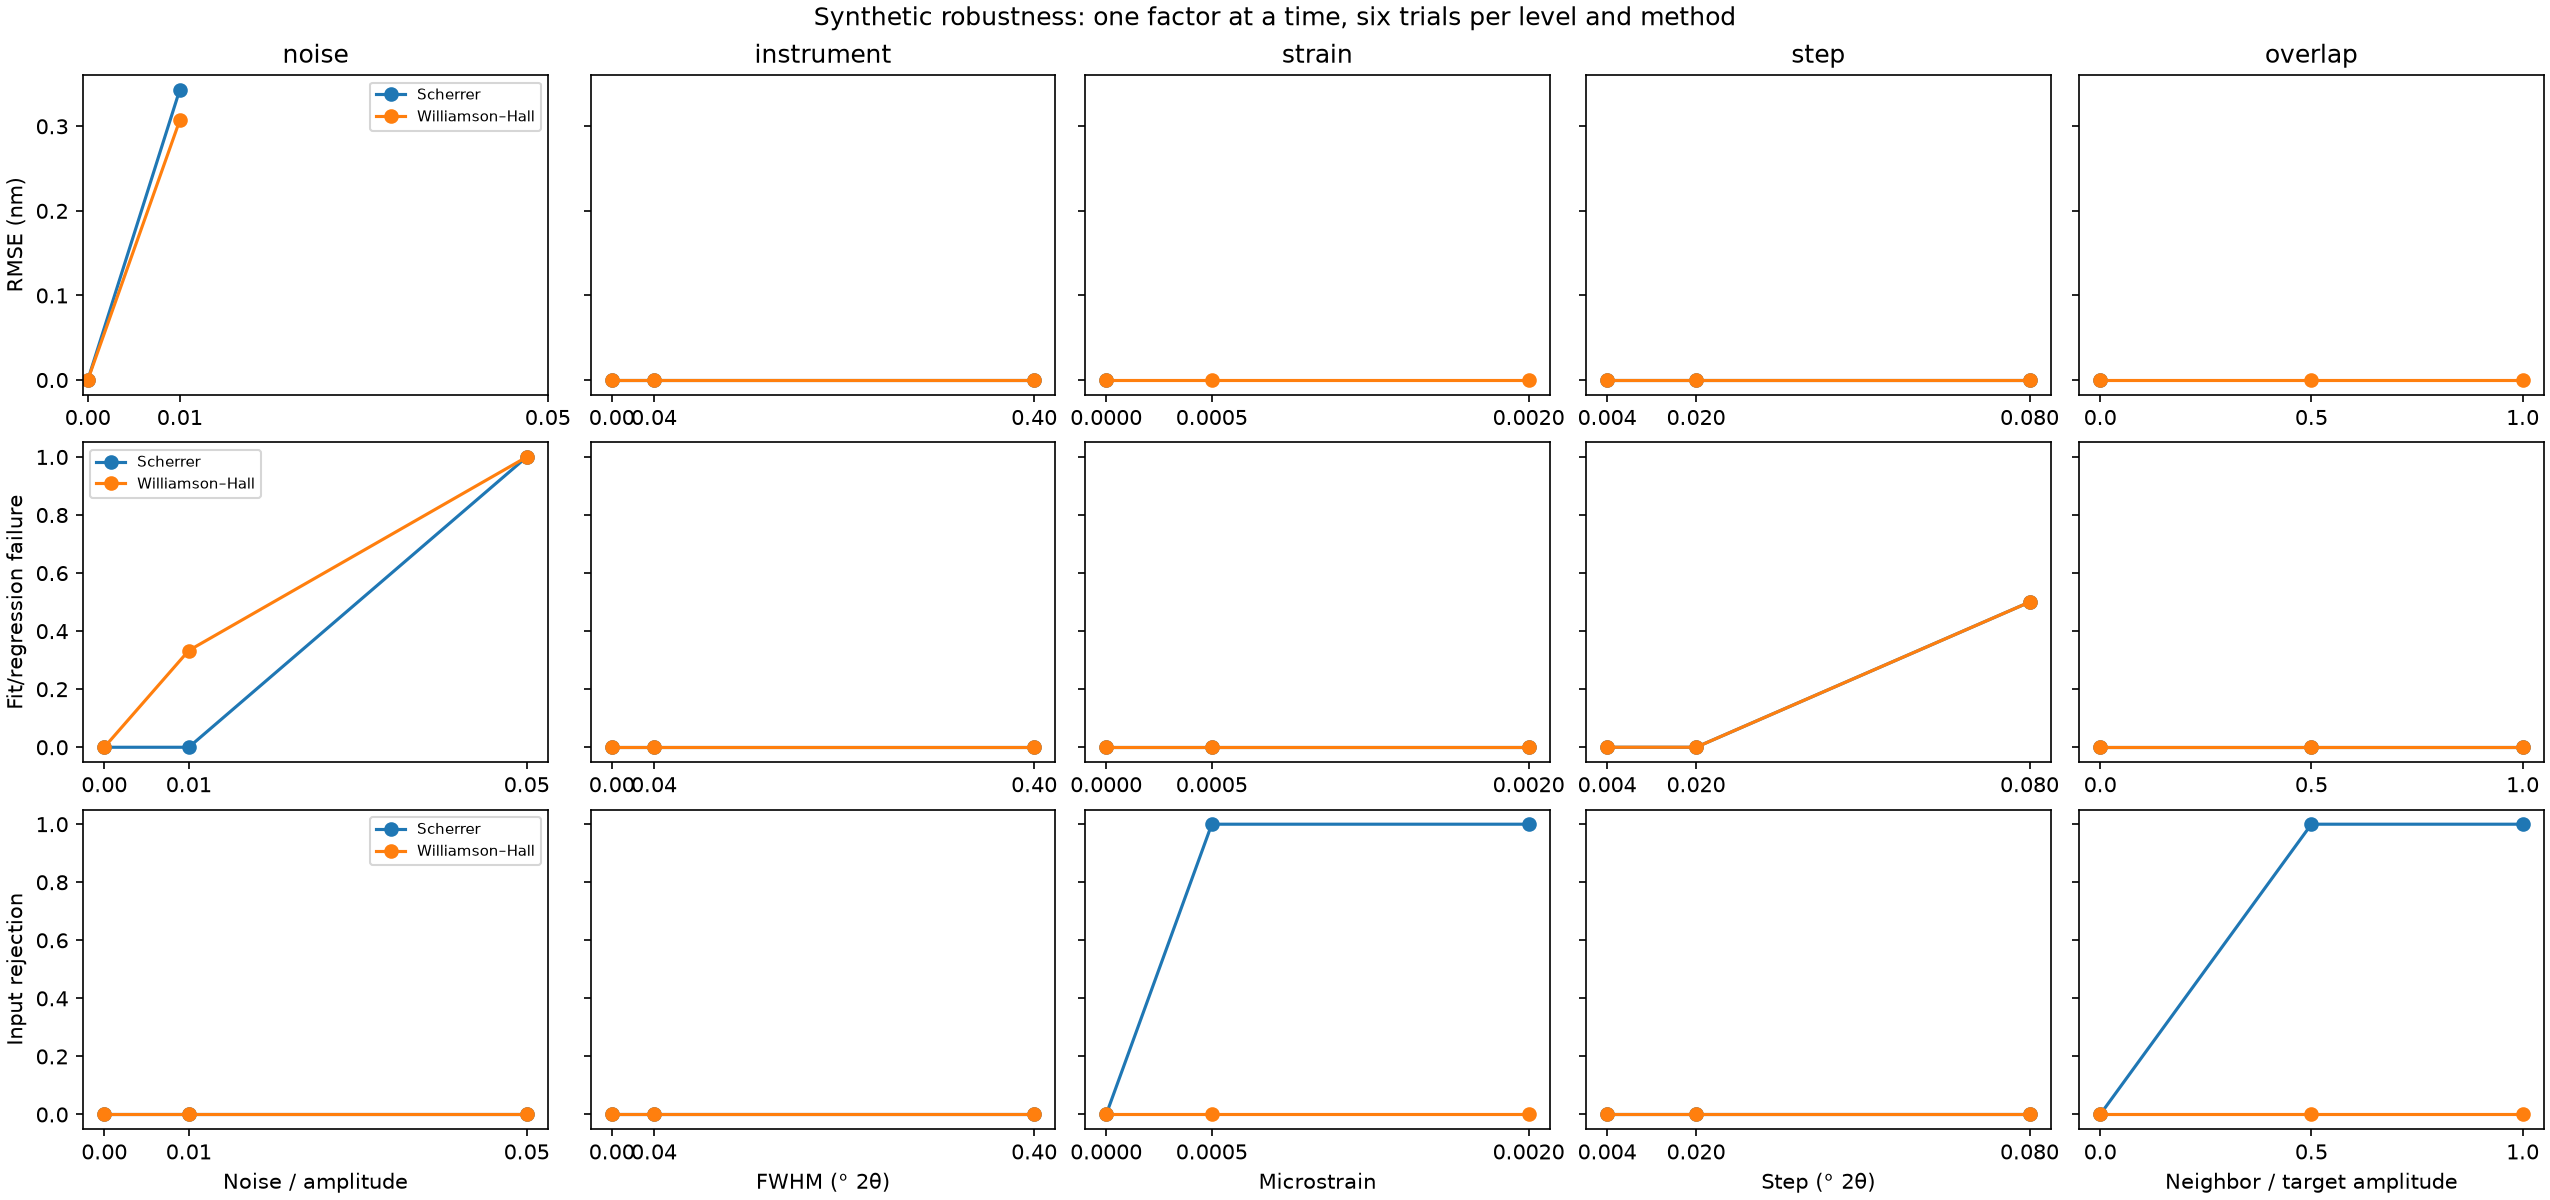 Synthetic robustness: one factor at a time, six trials per level and method
noise
instrument
strain
step
overlap
RMSE (nm)
0.3
0.2
0.1
0.0
Scherrer
Williamson–Hall
0.00 0.01 0.05
0.00 0.04 0.40
0.0000 0.0005 0.0020
0.004 0.020 0.080
0.0 0.5 1.0
Fit/regression failure
1.0
0.8
0.6
0.4
0.2
0.0
Scherrer
Williamson–Hall
0.00 0.01 0.05
0.00 0.04 0.40
0.0000 0.0005 0.0020
0.004 0.020 0.080
0.0 0.5 1.0
Input rejection
1.0
0.8
0.6
0.4
0.2
0.0
Scherrer
Williamson–Hall
0.00 0.01 0.05
0.00 0.04 0.40
0.0000 0.0005 0.0020
0.004 0.020 0.080
0.0 0.5 1.0
Noise / amplitude
FWHM (° 2θ)
Microstrain
Step (° 2θ)
Neighbor / target amplitude